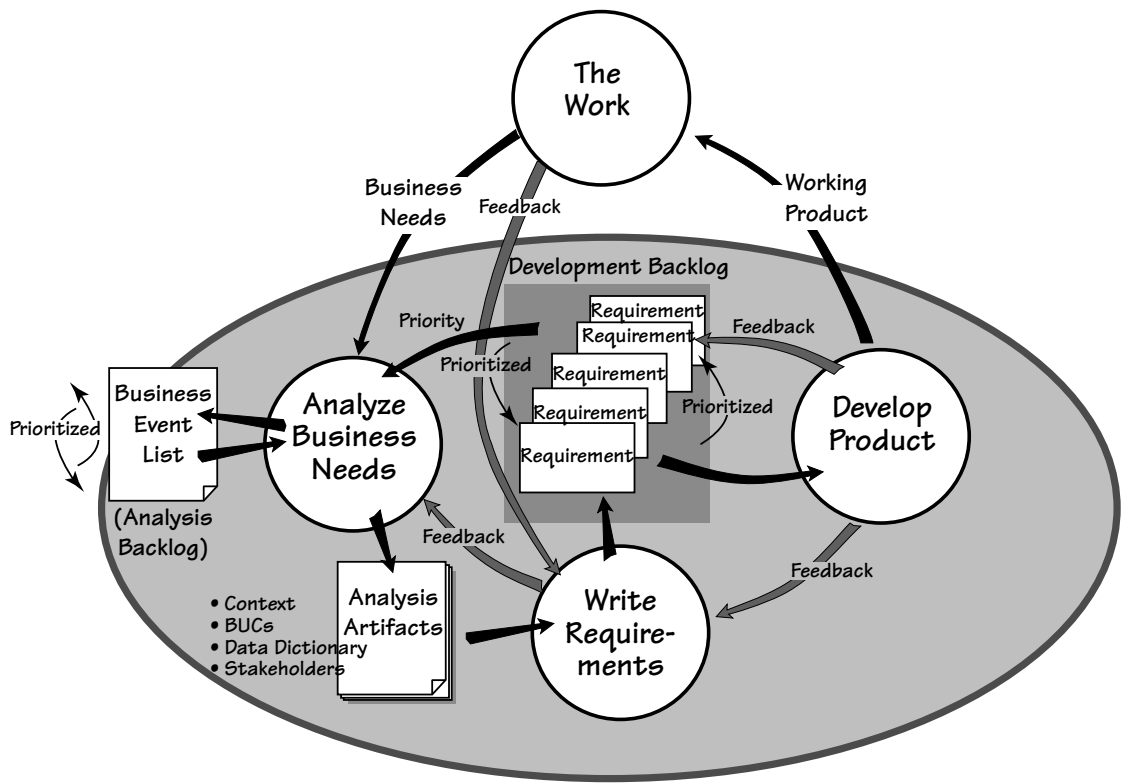 The
Work
Business
Needs
Feedback
Working
Product
Development Backlog
Priority
Prioritized
Requirement
Requirement
Requirement
Requirement
Requirement
Prioritized
Feedback
Develop
Product
Prioritized
Business
Event
List
(Analysis
Backlog)
Analyze
Business
Needs
Feedback
Feedback
Analysis
Artifacts
• Context
• BUCs
• Data Dictionary
• Stakeholders
Write
Require-
ments